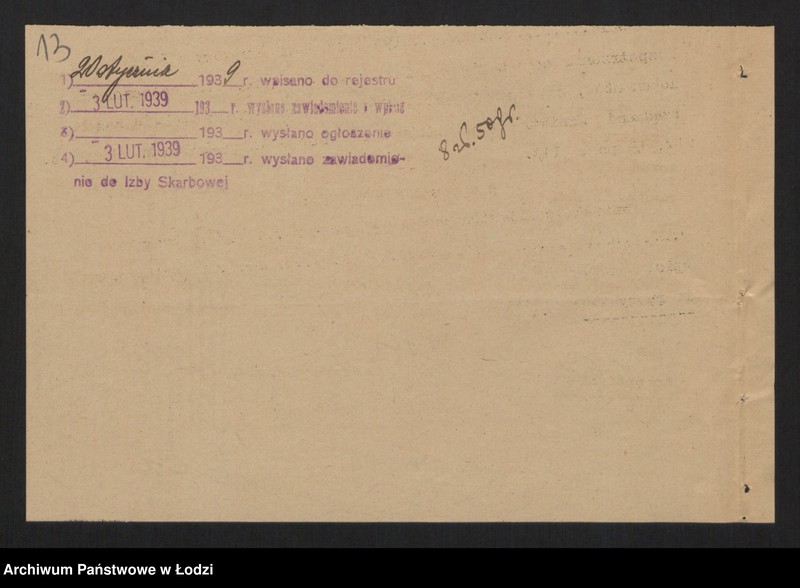 13
1) 20 stycznia 1939 r. wpisano do rejestru
2) - 3 LUT. 1939 193 r. wysłano zawiadomienie o wpisie
3) 193 r. wysłano ogłoszenie
4) - 3 LUT. 1939 193 r. wysłano zawiadomie-
nie do Izby Skarbowej
8 zł. 50 gr.
Archiwum Państwowe w Łodzi